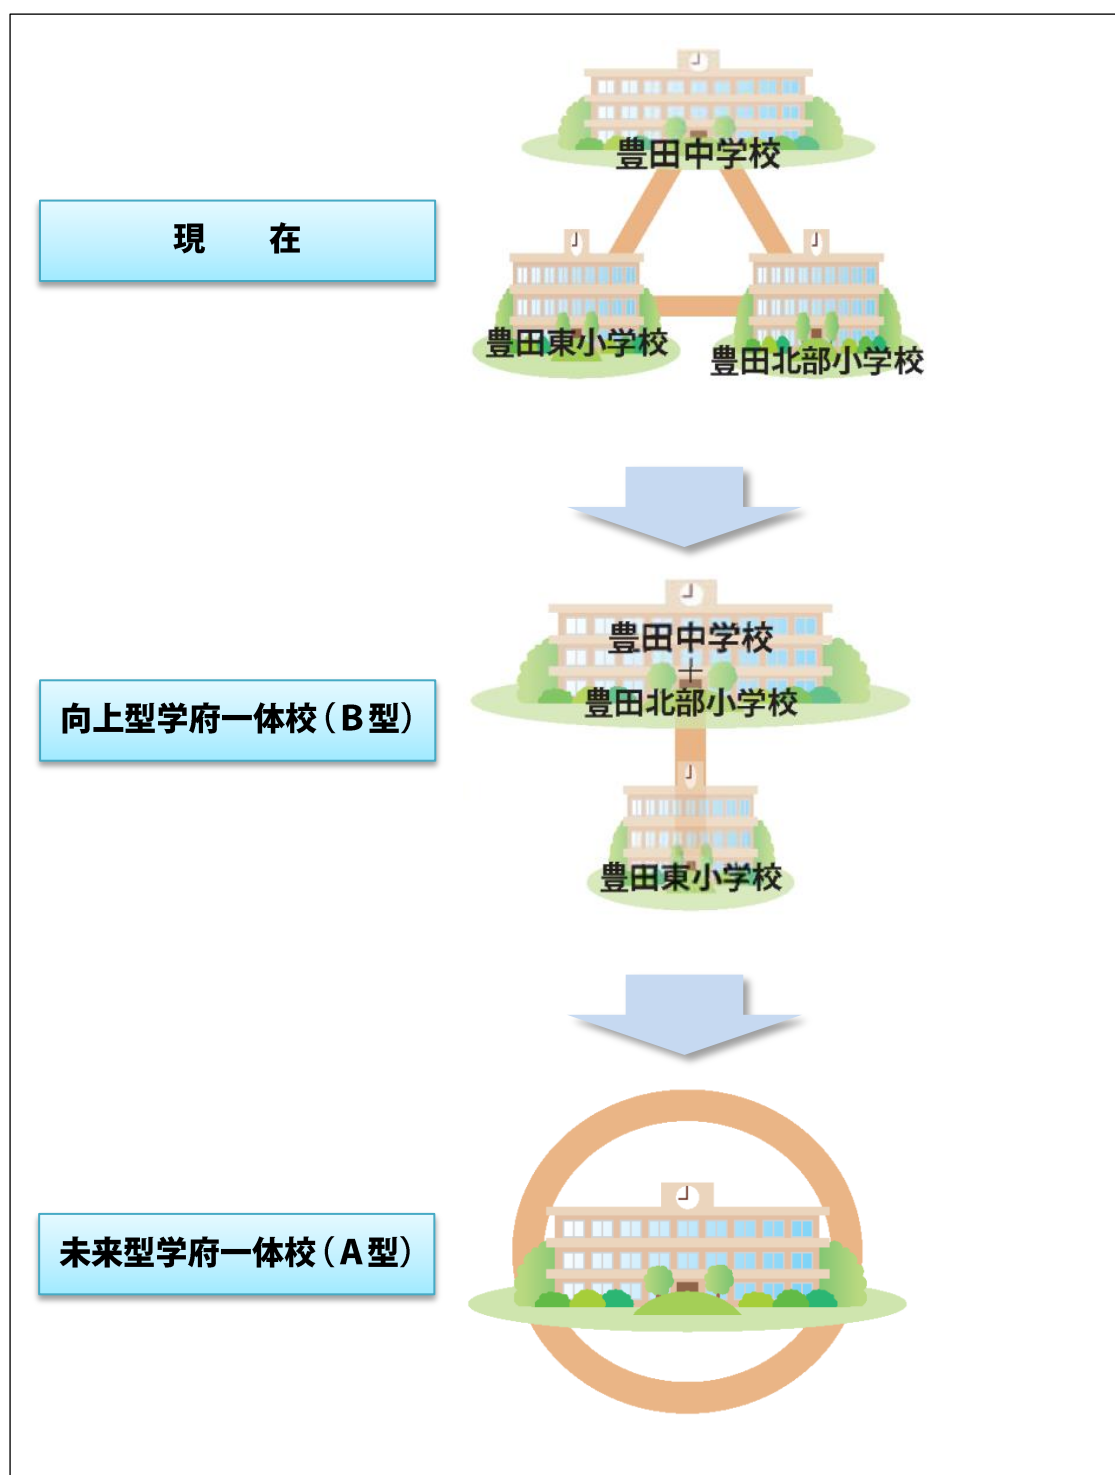 豊田中学校
現　　在
豊田東小学校
豊田北部小学校
豊田中学校
＋
豊田北部小学校
向上型学府一体校（B型）
豊田東小学校
未来型学府一体校（A型）